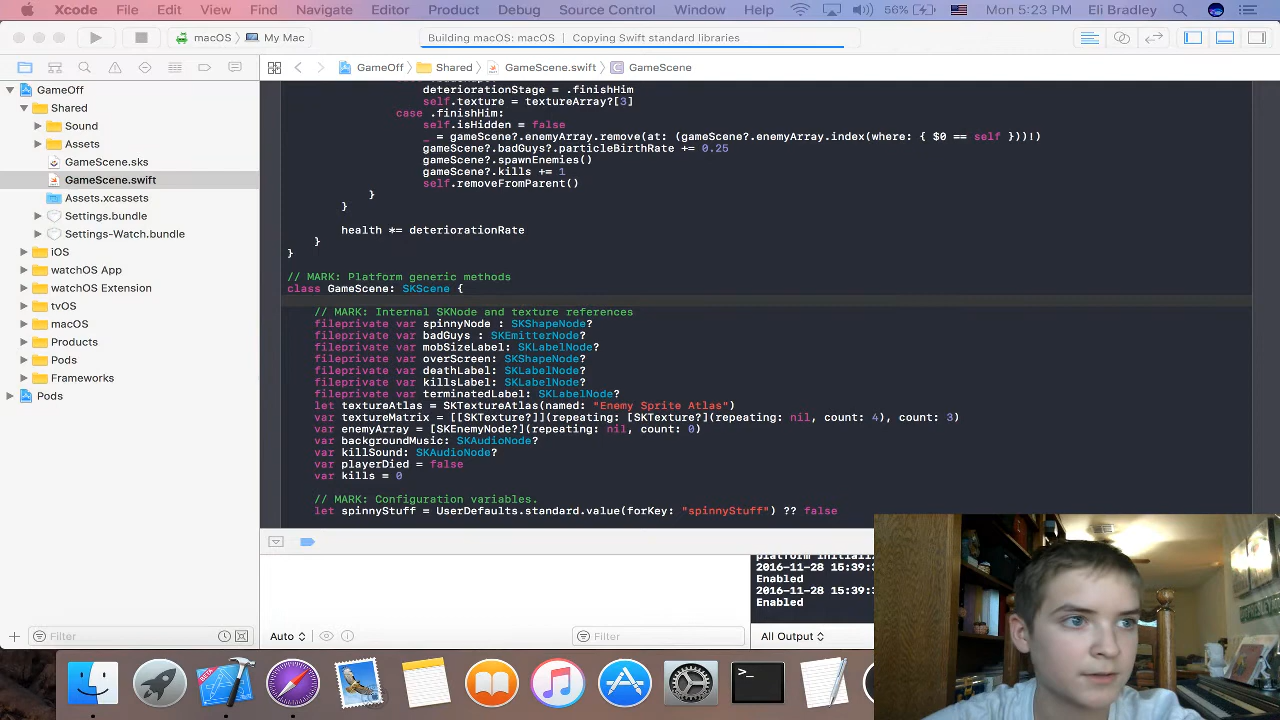 Xcode File Edit View Find Navigate Editor Product Debug Source Control Window Help 56% Mon 5:23 PM Eli Bradley
macOS › My Mac
Building macOS: macOS | Copying Swift standard libraries
GameOff › Shared › GameScene.swift › C GameScene
GameOff
Shared
Sound
Assets
GameScene.sks
GameScene.swift
Assets.xcassets
Settings.bundle
Settings-Watch.bundle
iOS
watchOS App
watchOS Extension
tvOS
macOS
Products
Pods
Frameworks
Pods
Filter
deteriorationStage = .finishHim
self.texture = textureArray?[3]
case .finishHim:
self.isHidden = false
_ = gameScene?.enemyArray.remove(at: (gameScene?.enemyArray.index(where: { $0 == self }))!)
gameScene?.badGuys?.particleBirthRate += 0.25
gameScene?.spawnEnemies()
gameScene?.kills += 1
self.removeFromParent()
}
}
health *= deteriorationRate
}
}
// MARK: Platform generic methods
class GameScene: SKScene {
// MARK: Internal SKNode and texture references
fileprivate var spinnyNode : SKShapeNode?
fileprivate var badGuys : SKEmitterNode?
fileprivate var mobSizeLabel: SKLabelNode?
fileprivate var overScreen: SKShapeNode?
fileprivate var deathLabel: SKLabelNode?
fileprivate var killsLabel: SKLabelNode?
fileprivate var terminatedLabel: SKLabelNode?
let textureAtlas = SKTextureAtlas(named: "Enemy Sprite Atlas")
var textureMatrix = [[SKTexture?]](repeating: [SKTexture?](repeating: nil, count: 4), count: 3)
var enemyArray = [SKEnemyNode?](repeating: nil, count: 0)
var backgroundMusic: SKAudioNode?
var killSound: SKAudioNode?
var playerDied = false
var kills = 0
// MARK: Configuration variables.
let spinnyStuff = UserDefaults.standard.value(forKey: "spinnyStuff") ?? false
2016-11-28 15:39:3
Enabled
2016-11-28 15:39:3
Enabled
Auto
Filter
All Output